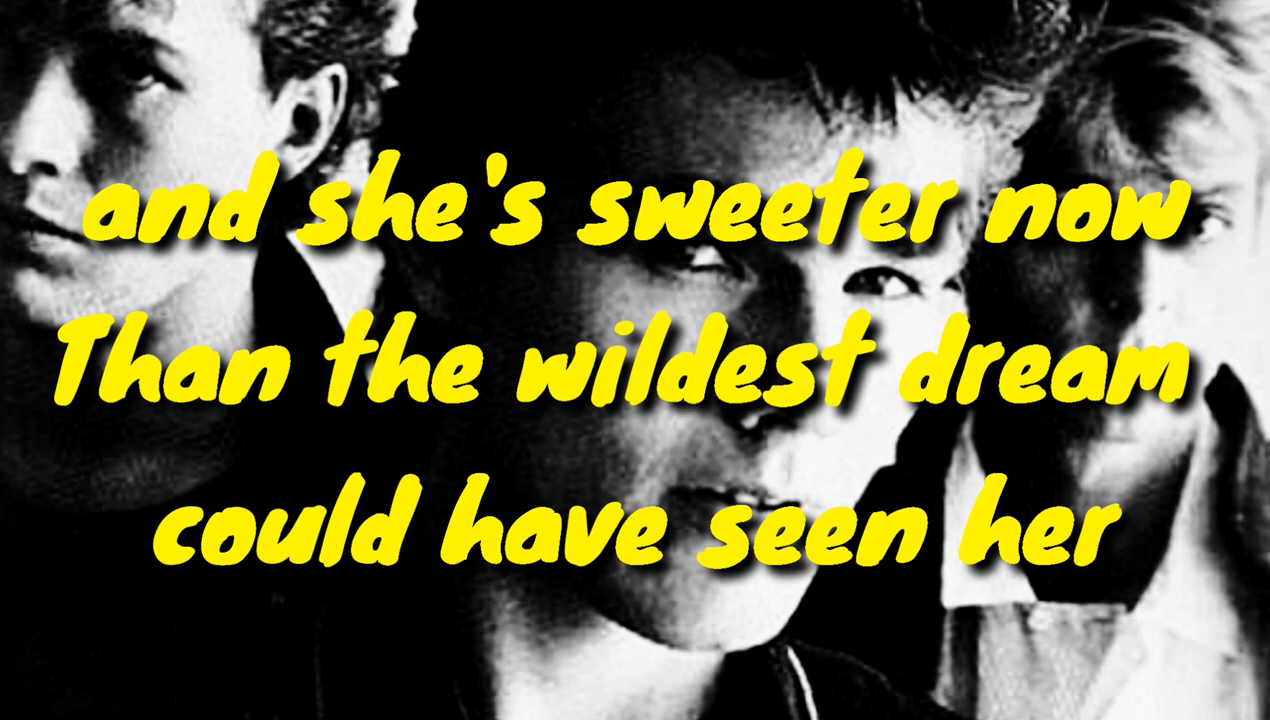 and she's sweeter now
Than the wildest dream
could have seen her